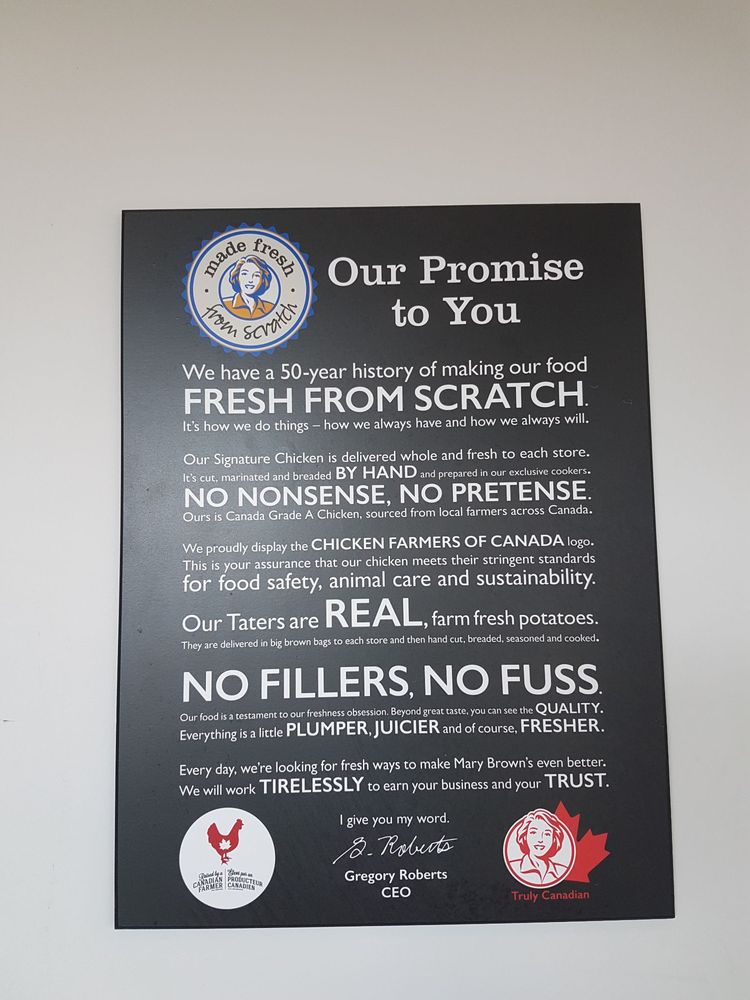 made fresh
from scratch
Our Promise
to You
We have a 50-year history of making our food
FRESH FROM SCRATCH.
It's how we do things – how we always have and how we always will.
Our Signature Chicken is delivered whole and fresh to each store.
It's cut, marinated and breaded BY HAND and prepared in our exclusive cookers.
NO NONSENSE, NO PRETENSE.
Ours is Canada Grade A Chicken, sourced from local farmers across Canada.
We proudly display the CHICKEN FARMERS OF CANADA logo.
This is your assurance that our chicken meets their stringent standards
for food safety, animal care and sustainability.
Our Taters are REAL, farm fresh potatoes.
They are delivered in big brown bags to each store and then hand cut, breaded, seasoned and cooked.
NO FILLERS, NO FUSS.
Our food is a testament to our freshness obsession. Beyond great taste, you can see the QUALITY.
Everything is a little PLUMPER, JUICIER and of course, FRESHER.
Every day, we're looking for fresh ways to make Mary Brown's even better.
We will work TIRELESSLY to earn your business and your TRUST.
I give you my word.
G. Roberts
Gregory Roberts
CEO
Raised by a
CANADIAN
FARMER
Élevé par un
PRODUCTEUR
CANADIEN
Truly Canadian